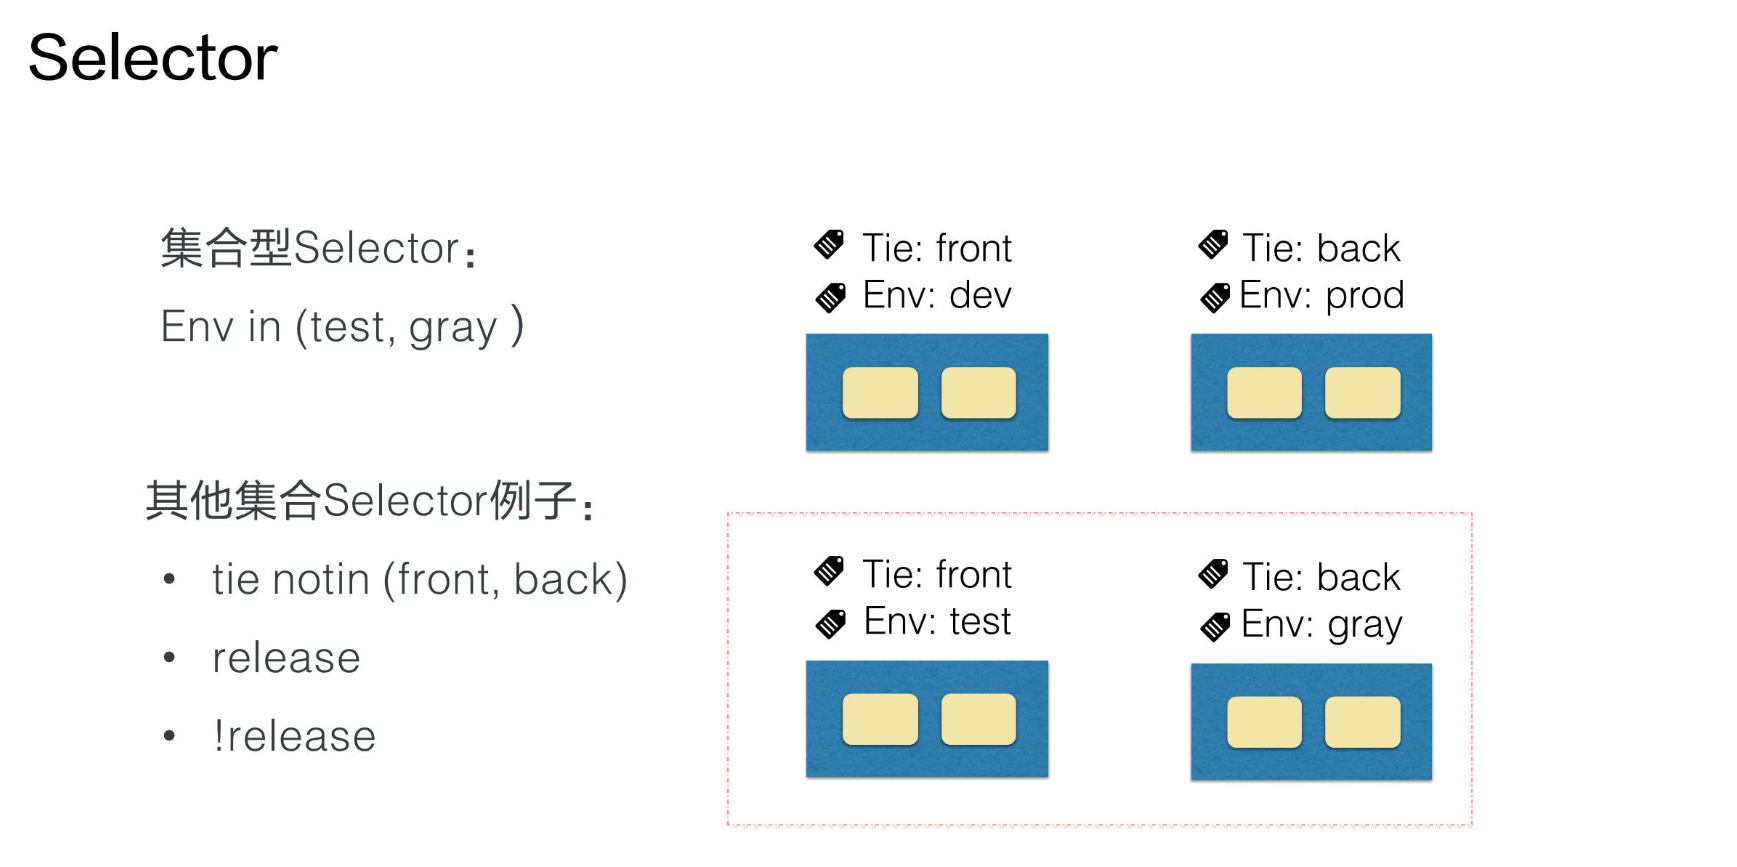 Selector
集合型Selector：
Env in (test, gray )
其他集合Selector例子：
• tie notin (front, back)
• release
• !release
Tie: front
Env: dev
Tie: back
Env: prod
Tie: front
Env: test
Tie: back
Env: gray